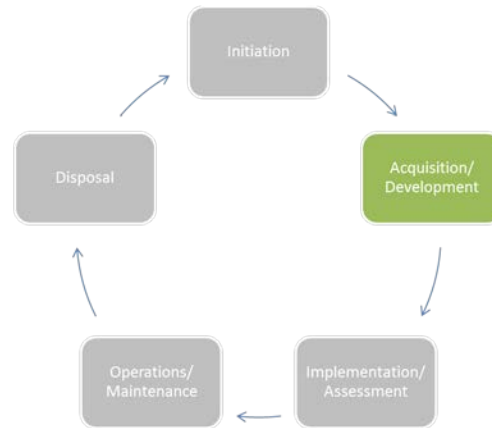 Initiation
Acquisition/
Development
Implementation/
Assessment
Operations/
Maintenance
Disposal